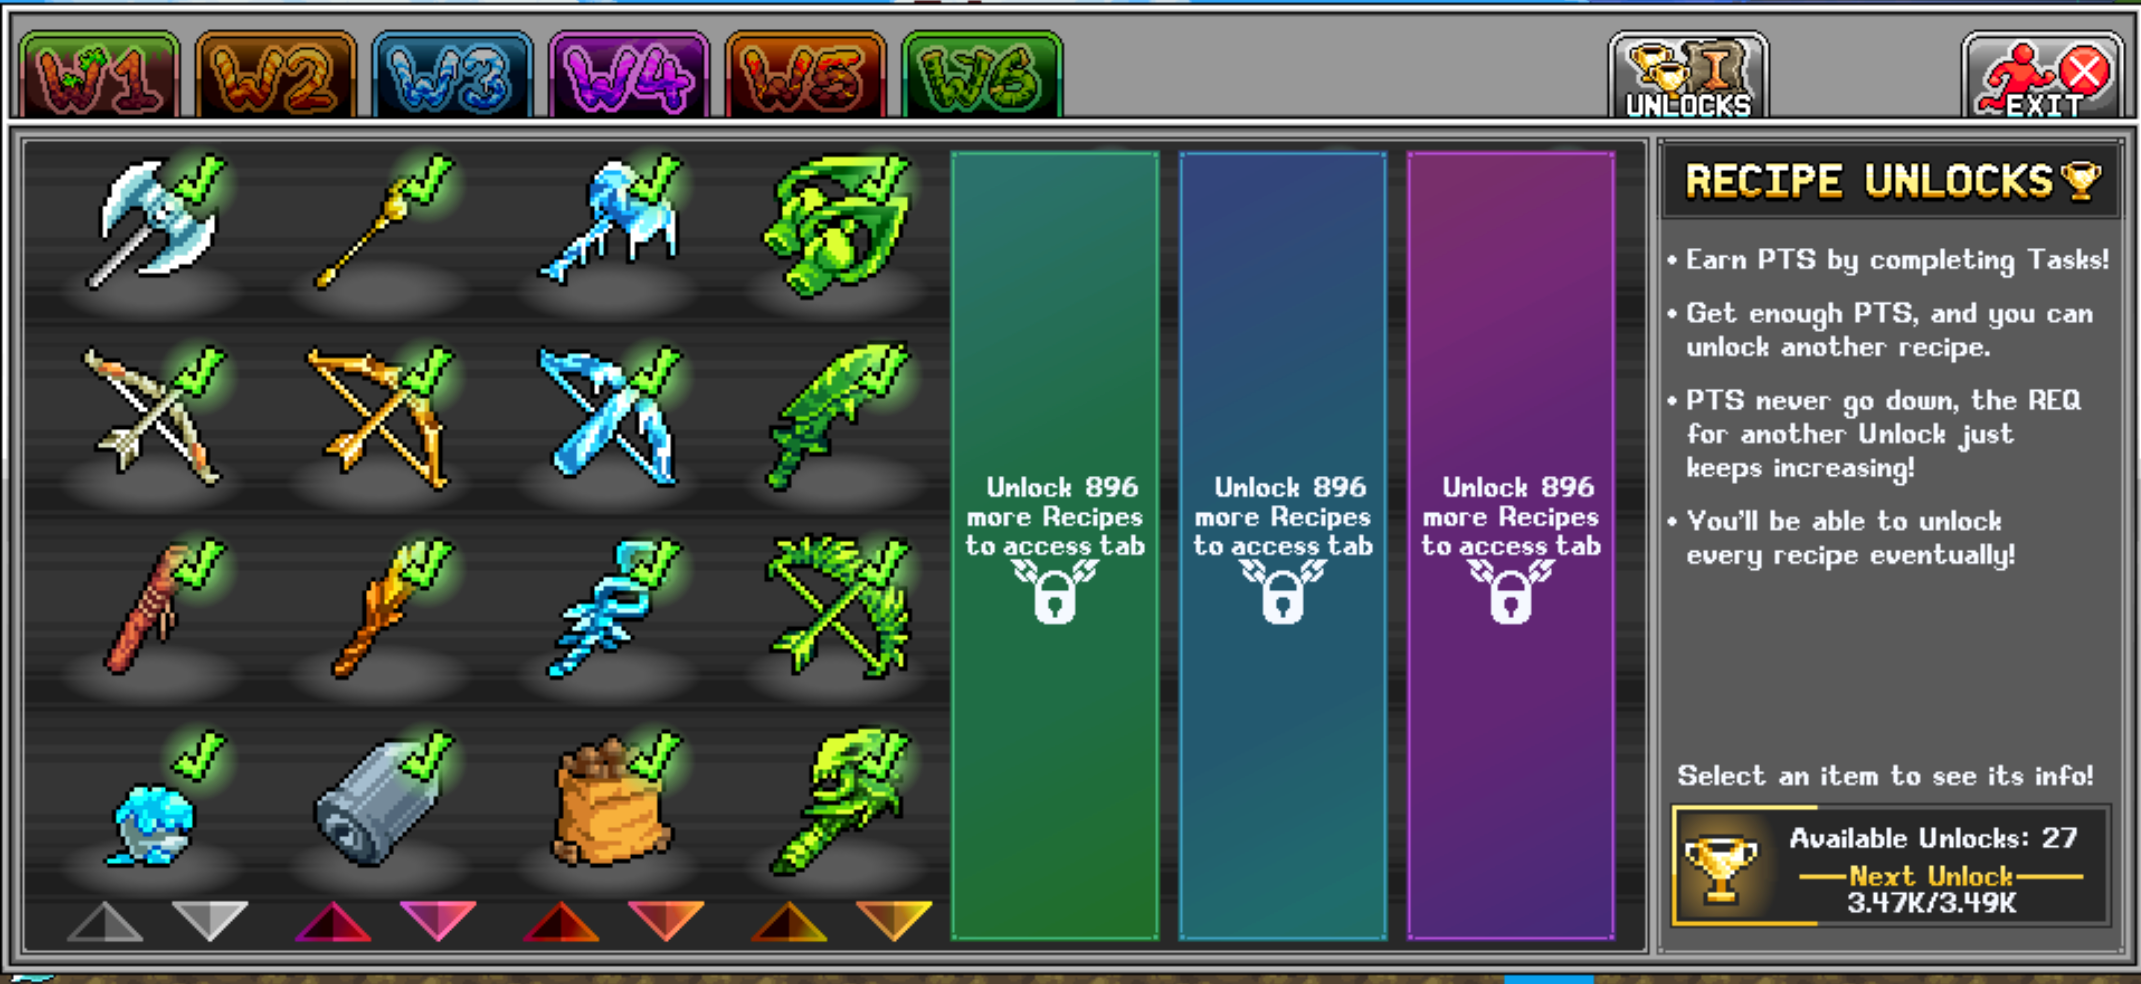 W1
W2
W3
W4
W5
W6
UNLOCKS
EXIT
Unlock 896
more Recipes
to access tab
Unlock 896
more Recipes
to access tab
Unlock 896
more Recipes
to access tab
RECIPE UNLOCKS
• Earn PTS by completing Tasks!
• Get enough PTS, and you can
unlock another recipe.
• PTS never go down, the REQ
for another Unlock just
keeps increasing!
• You'll be able to unlock
every recipe eventually!
Select an item to see its info!
Available Unlocks: 27
Next Unlock
3.47K/3.49K